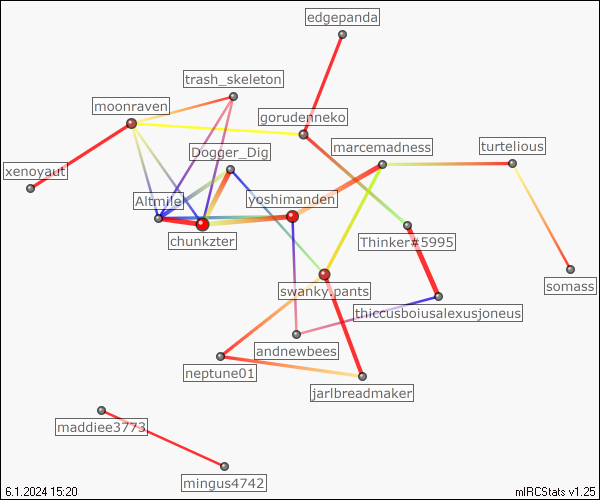 edgepanda
trash_skeleton
moonraven
gorudenneko
marcemadness
turtelious
Dogger_Dig
xenoyaut
Altmile
yoshimanden
chunkzter
Thinker#5995
swanky.pants
somass
thiccusboiusalexusjoneus
andnewbees
neptune01
jarlbreadmaker
maddiee3773
mingus4742
6.1.2024 15:20
mIRCStats v1.25